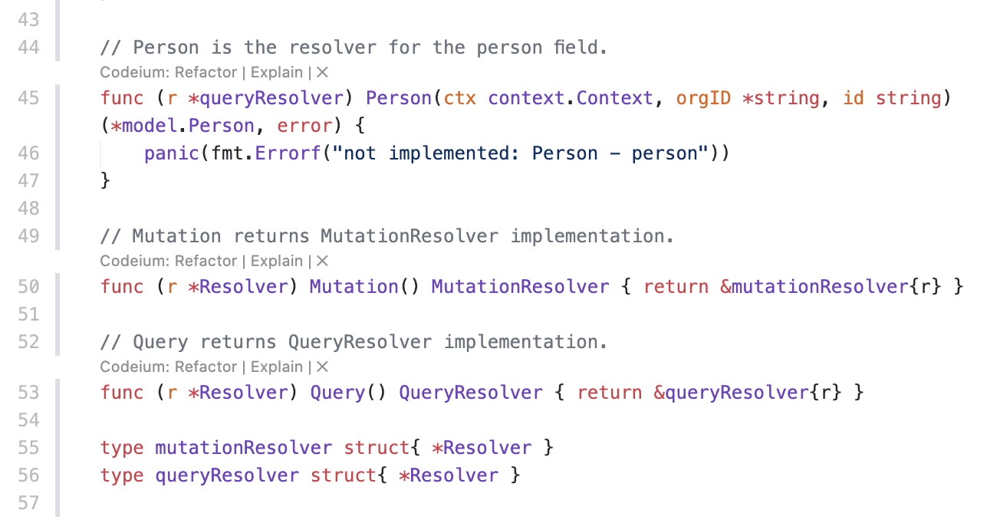 43
44 // Person is the resolver for the person field.
Codeium: Refactor | Explain | ✕
45 func (r *queryResolver) Person(ctx context.Context, orgID *string, id string)
(*model.Person, error) {
46 panic(fmt.Errorf("not implemented: Person - person"))
47 }
48
49 // Mutation returns MutationResolver implementation.
Codeium: Refactor | Explain | ✕
50 func (r *Resolver) Mutation() MutationResolver { return &mutationResolver{r} }
51
52 // Query returns QueryResolver implementation.
Codeium: Refactor | Explain | ✕
53 func (r *Resolver) Query() QueryResolver { return &queryResolver{r} }
54
55 type mutationResolver struct{ *Resolver }
56 type queryResolver struct{ *Resolver }
57